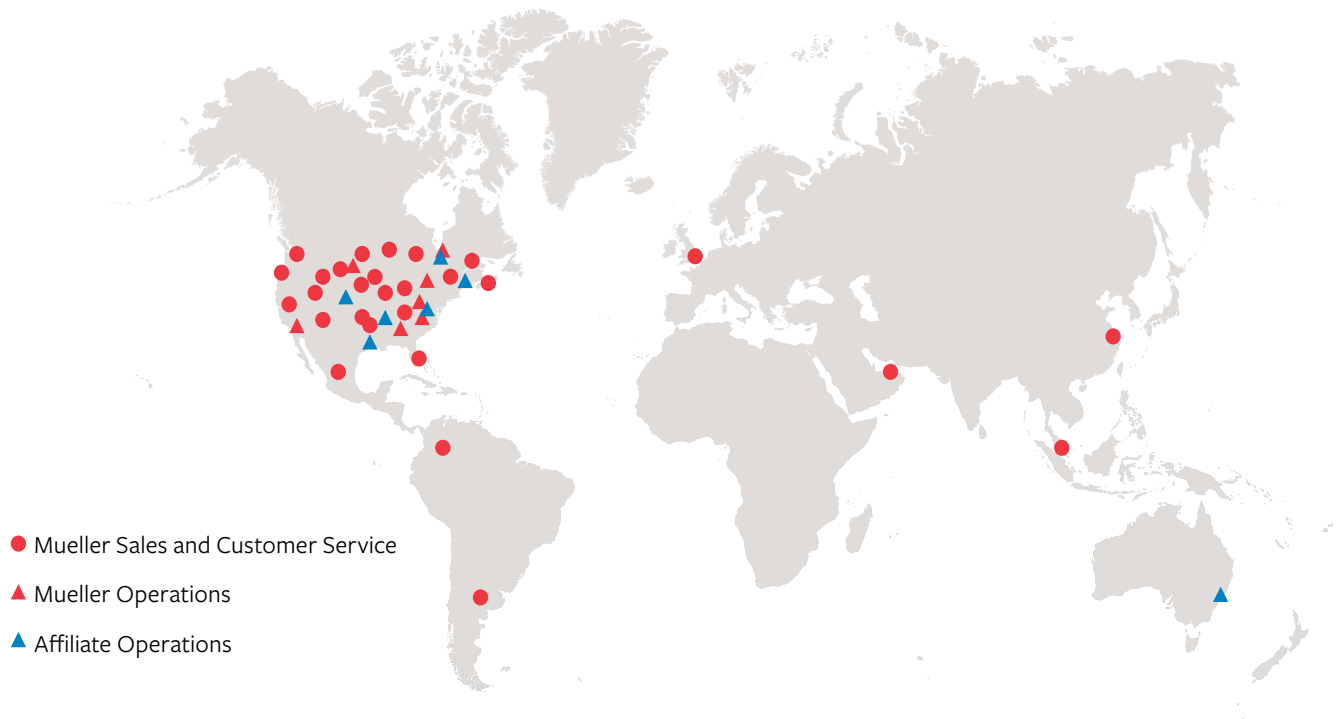 Mueller Sales and Customer Service
Mueller Operations
Affiliate Operations